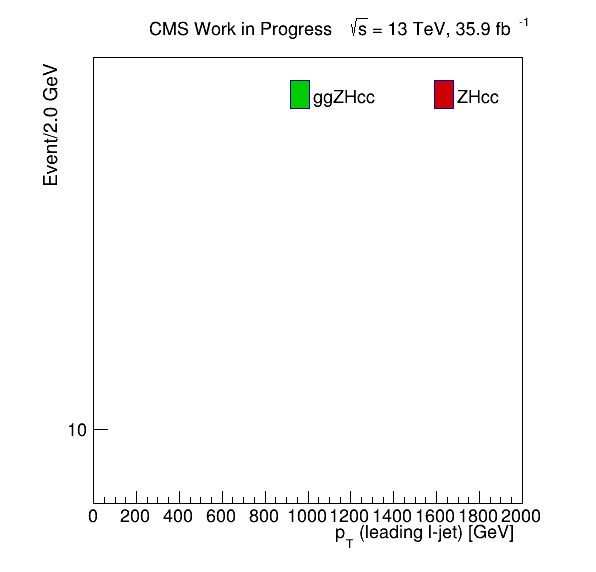 CMS Work in Progress √s = 13 TeV, 35.9 fb -1
Event/2.0 GeV
ggZHcc ZHcc
10
0 200 400 600 800 1000 1200 1400 1600 1800 2000
pT (leading l-jet) [GeV]